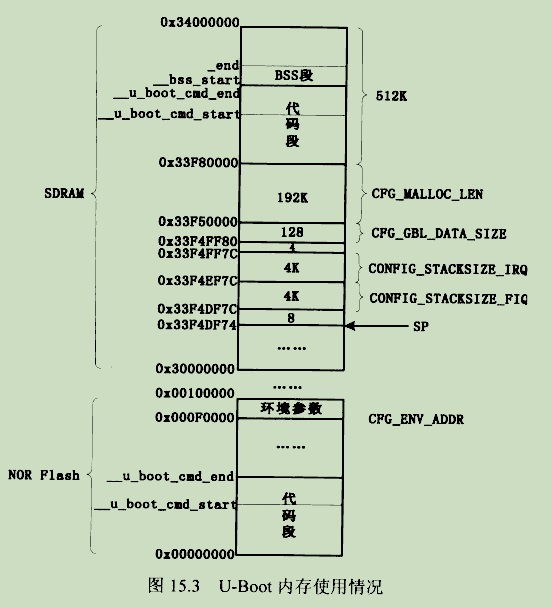 0x34000000
_end
__bss_start
BSS段
__u_boot_cmd_end
__u_boot_cmd_start
代码段
512K
0x33F80000
SDRAM
192K
CFG_MALLOC_LEN
0x33F50000
128
CFG_GBL_DATA_SIZE
0x33F4FF80
4
0x33F4FF7C
4K
CONFIG_STACKSIZE_IRQ
0x33F4EF7C
4K
CONFIG_STACKSIZE_FIQ
0x33F4DF7C
8
0x33F4DF74
SP
……
0x30000000
……
0x00100000
环境参数
0x000F0000
CFG_ENV_ADDR
……
NOR Flash
__u_boot_cmd_end
__u_boot_cmd_start
代码段
0x00000000
图 15.3 U-Boot 内存使用情况